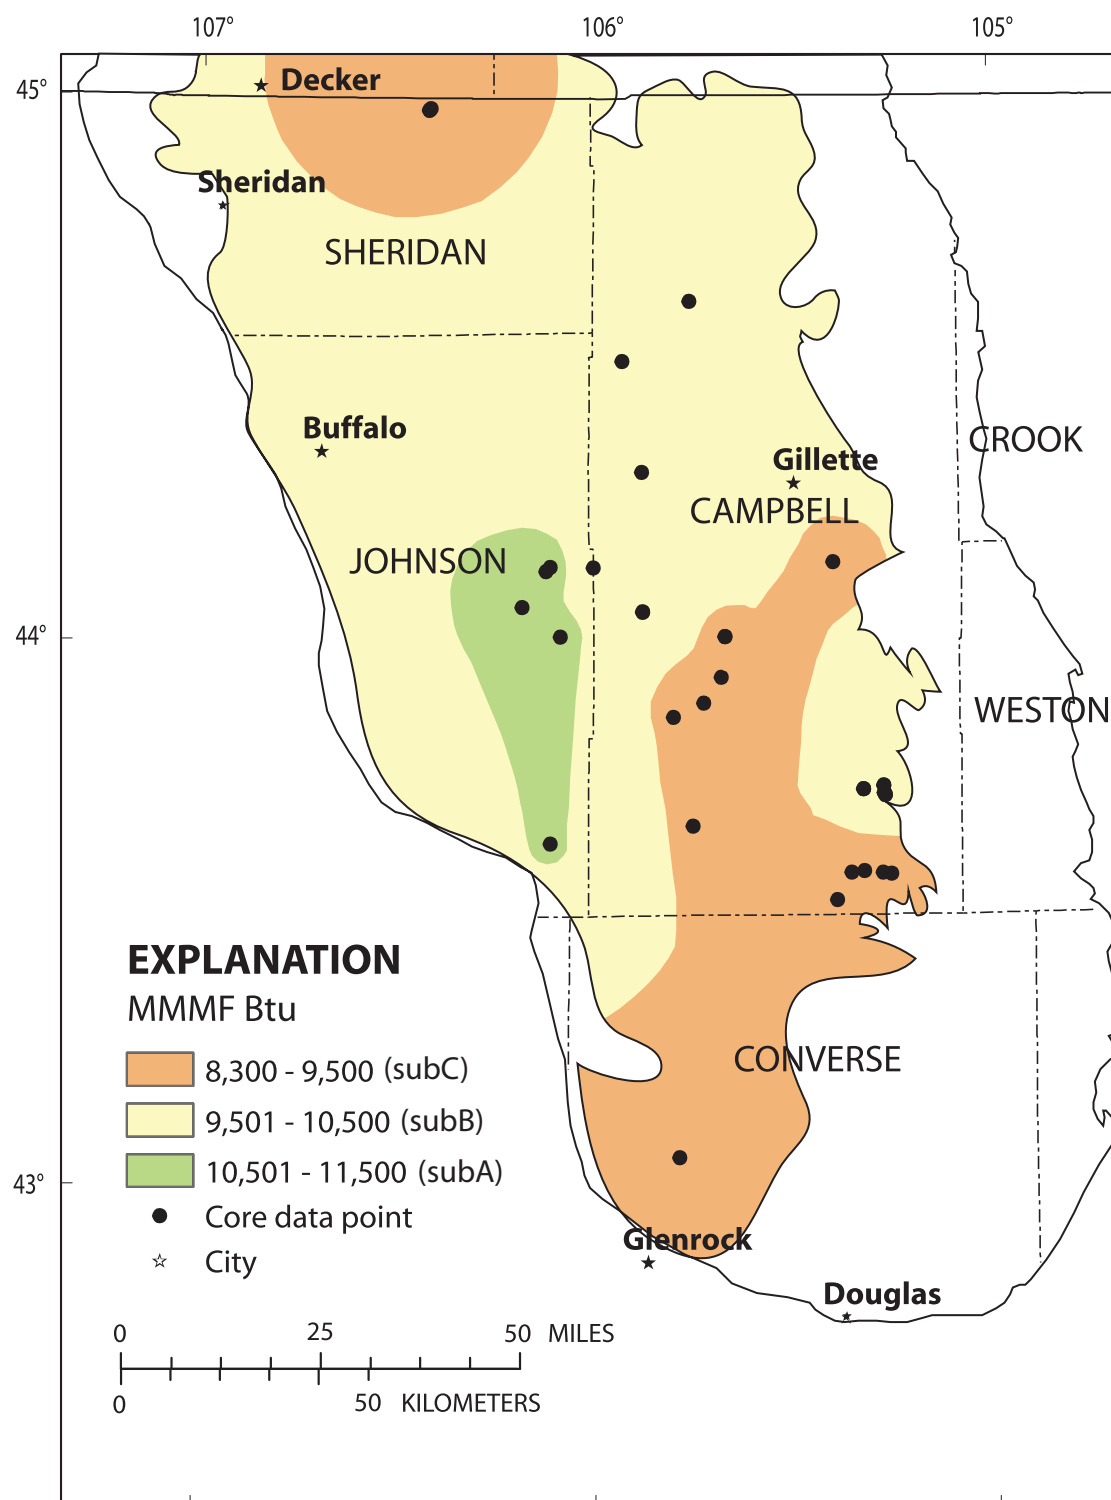 107° 106° 105°
45°
Decker
Sheridan
SHERIDAN
Buffalo
CROOK
Gillette
CAMPBELL
JOHNSON
44°
WESTON
EXPLANATION
MMMF Btu
8,300 - 9,500 (subC)
CONVERSE
9,501 - 10,500 (subB)
10,501 - 11,500 (subA)
43°
Core data point
Glenrock
City
Douglas
0 25 50 MILES
0 50 KILOMETERS